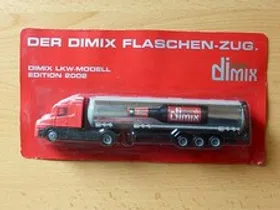 DER DIMIX FLASCHEN-ZUG.
DIMIX LKW-MODELL
EDITION 2002
dimix
dimix